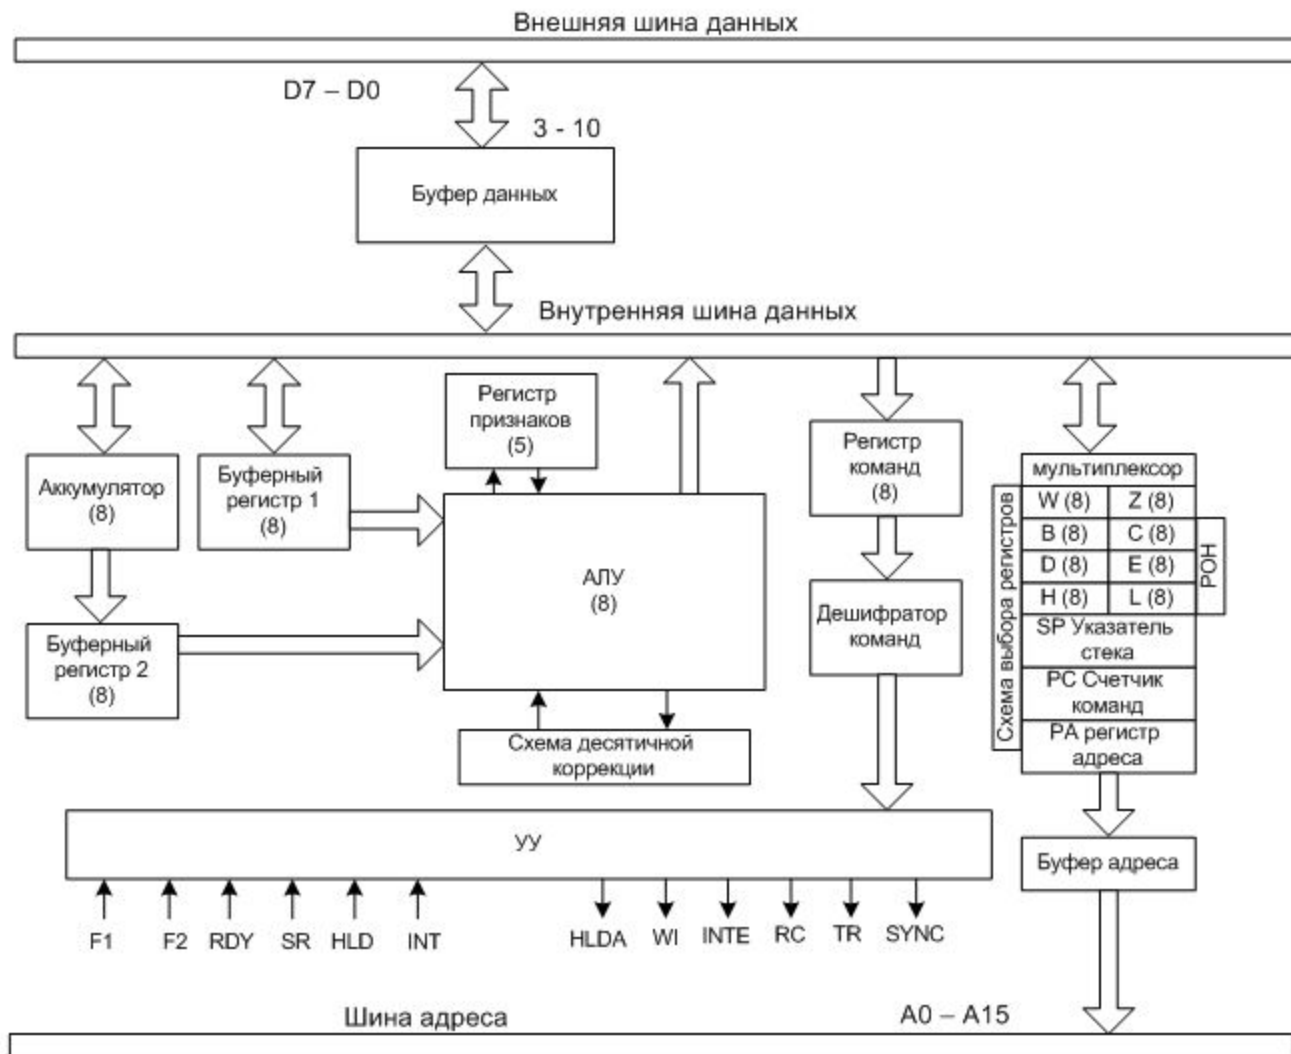 Внешняя шина данных
D7 – D0
3 - 10
Буфер данных
Внутренняя шина данных
Аккумулятор
(8)
Буферный
регистр 1
(8)
Регистр
признаков
(5)
Регистр
команд
(8)
мультиплексор
Схема выбора регистров
W (8) Z (8)
B (8) C (8)
D (8) E (8)
H (8) L (8)
РОН
SP Указатель
стека
PC Счетчик
команд
РА регистр
адреса
АЛУ
(8)
Дешифратор
команд
Буферный
регистр 2
(8)
Схема десятичной
коррекции
УУ
Буфер адреса
F1 F2 RDY SR HLD INT HLDA WI INTE RC TR SYNC
Шина адреса
A0 – A15